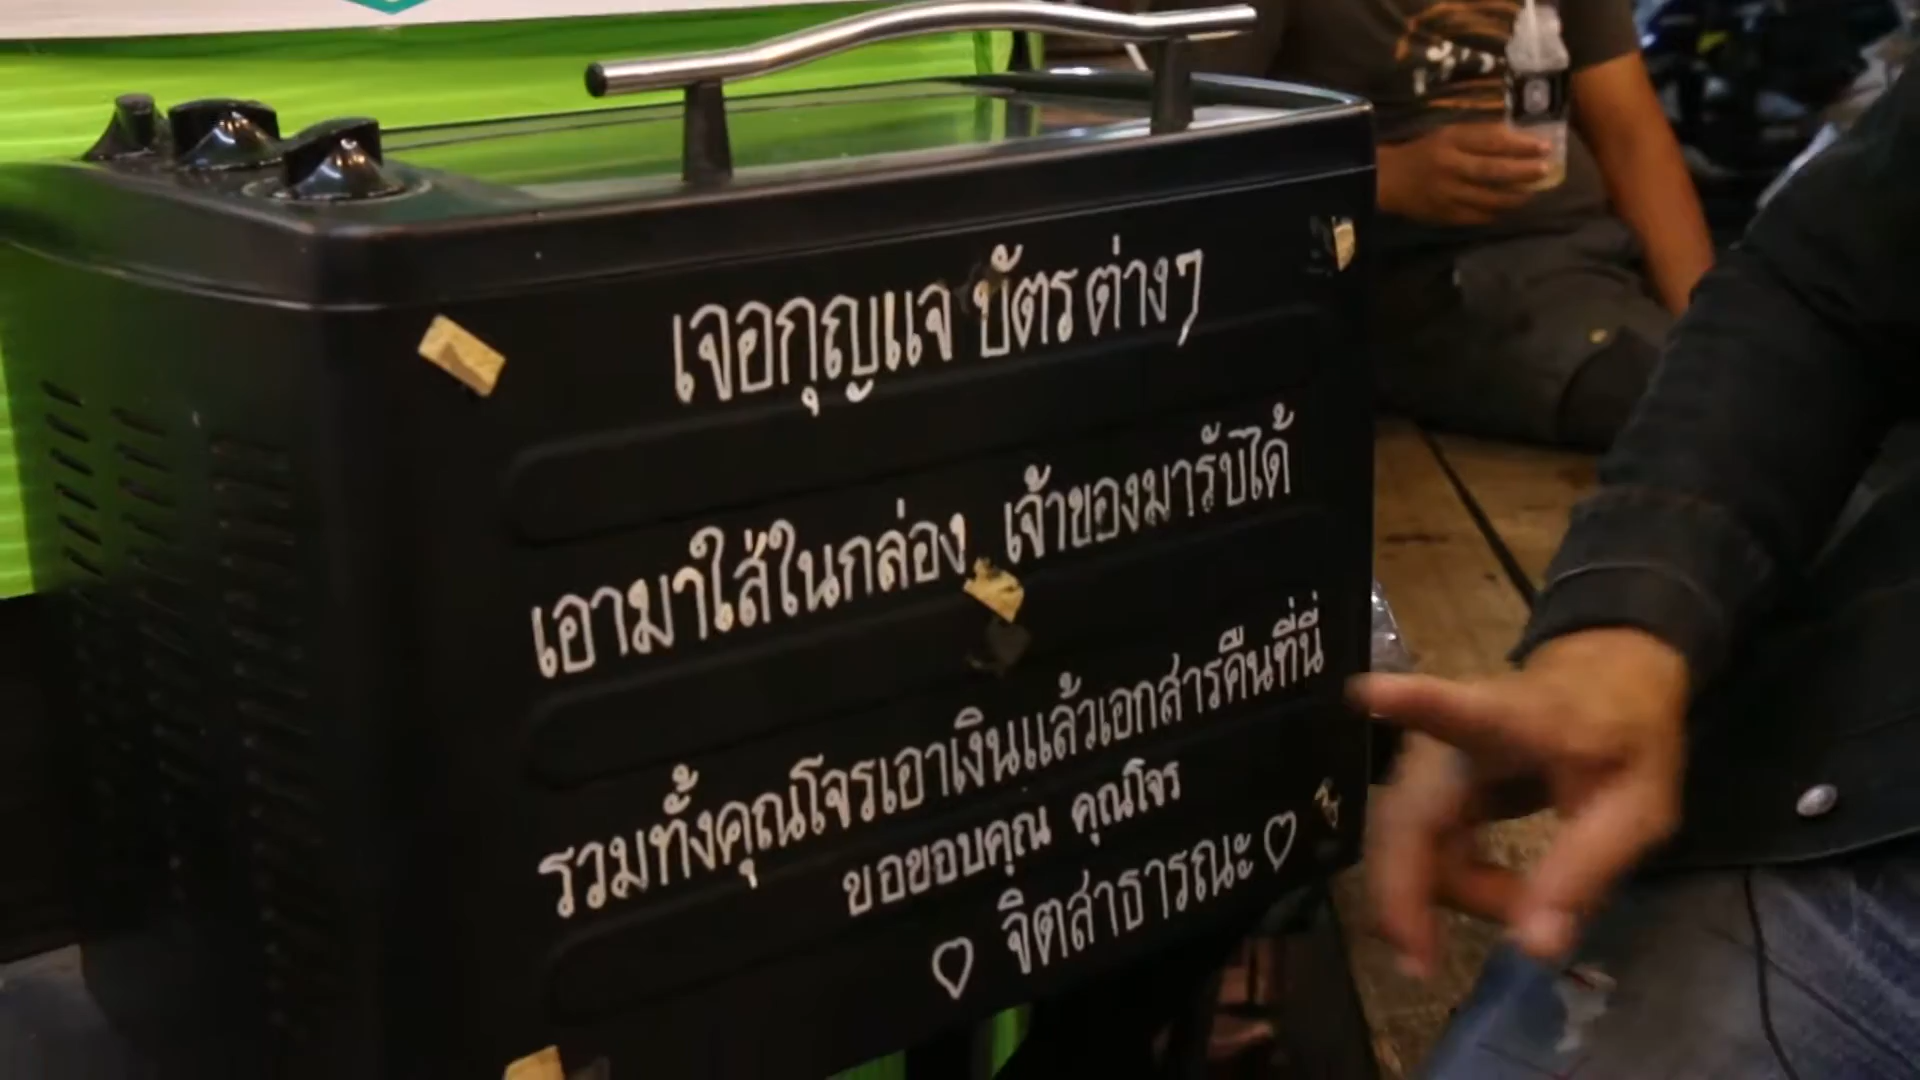 เจอกุญแจ บัตรต่างๆ
เอามาใส่ในกล่อง เจ้าของมารับได้
รวมทั้งคุณโจรเอาเงินแล้วเอกสารคืนที่นี่
ขอขอบคุณ คุณโจร
♡ จิตสาธารณะ ♡